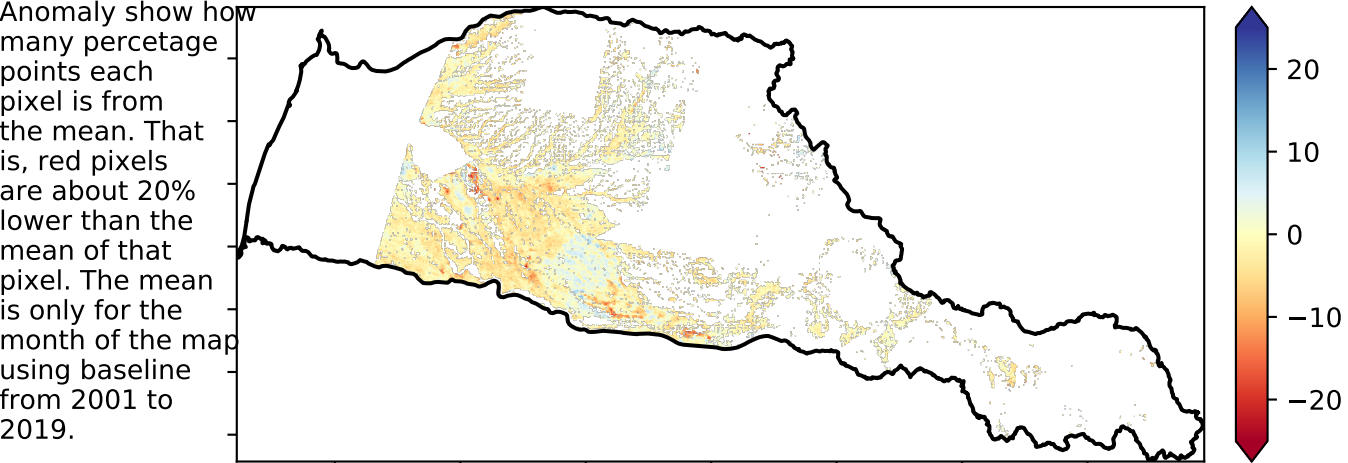 Anomaly show how
many percetage
points each
pixel is from
the mean. That
is, red pixels
are about 20%
lower than the
mean of that
pixel. The mean
is only for the
month of the map
using baseline
from 2001 to
2019.
20
10
0
−10
−20